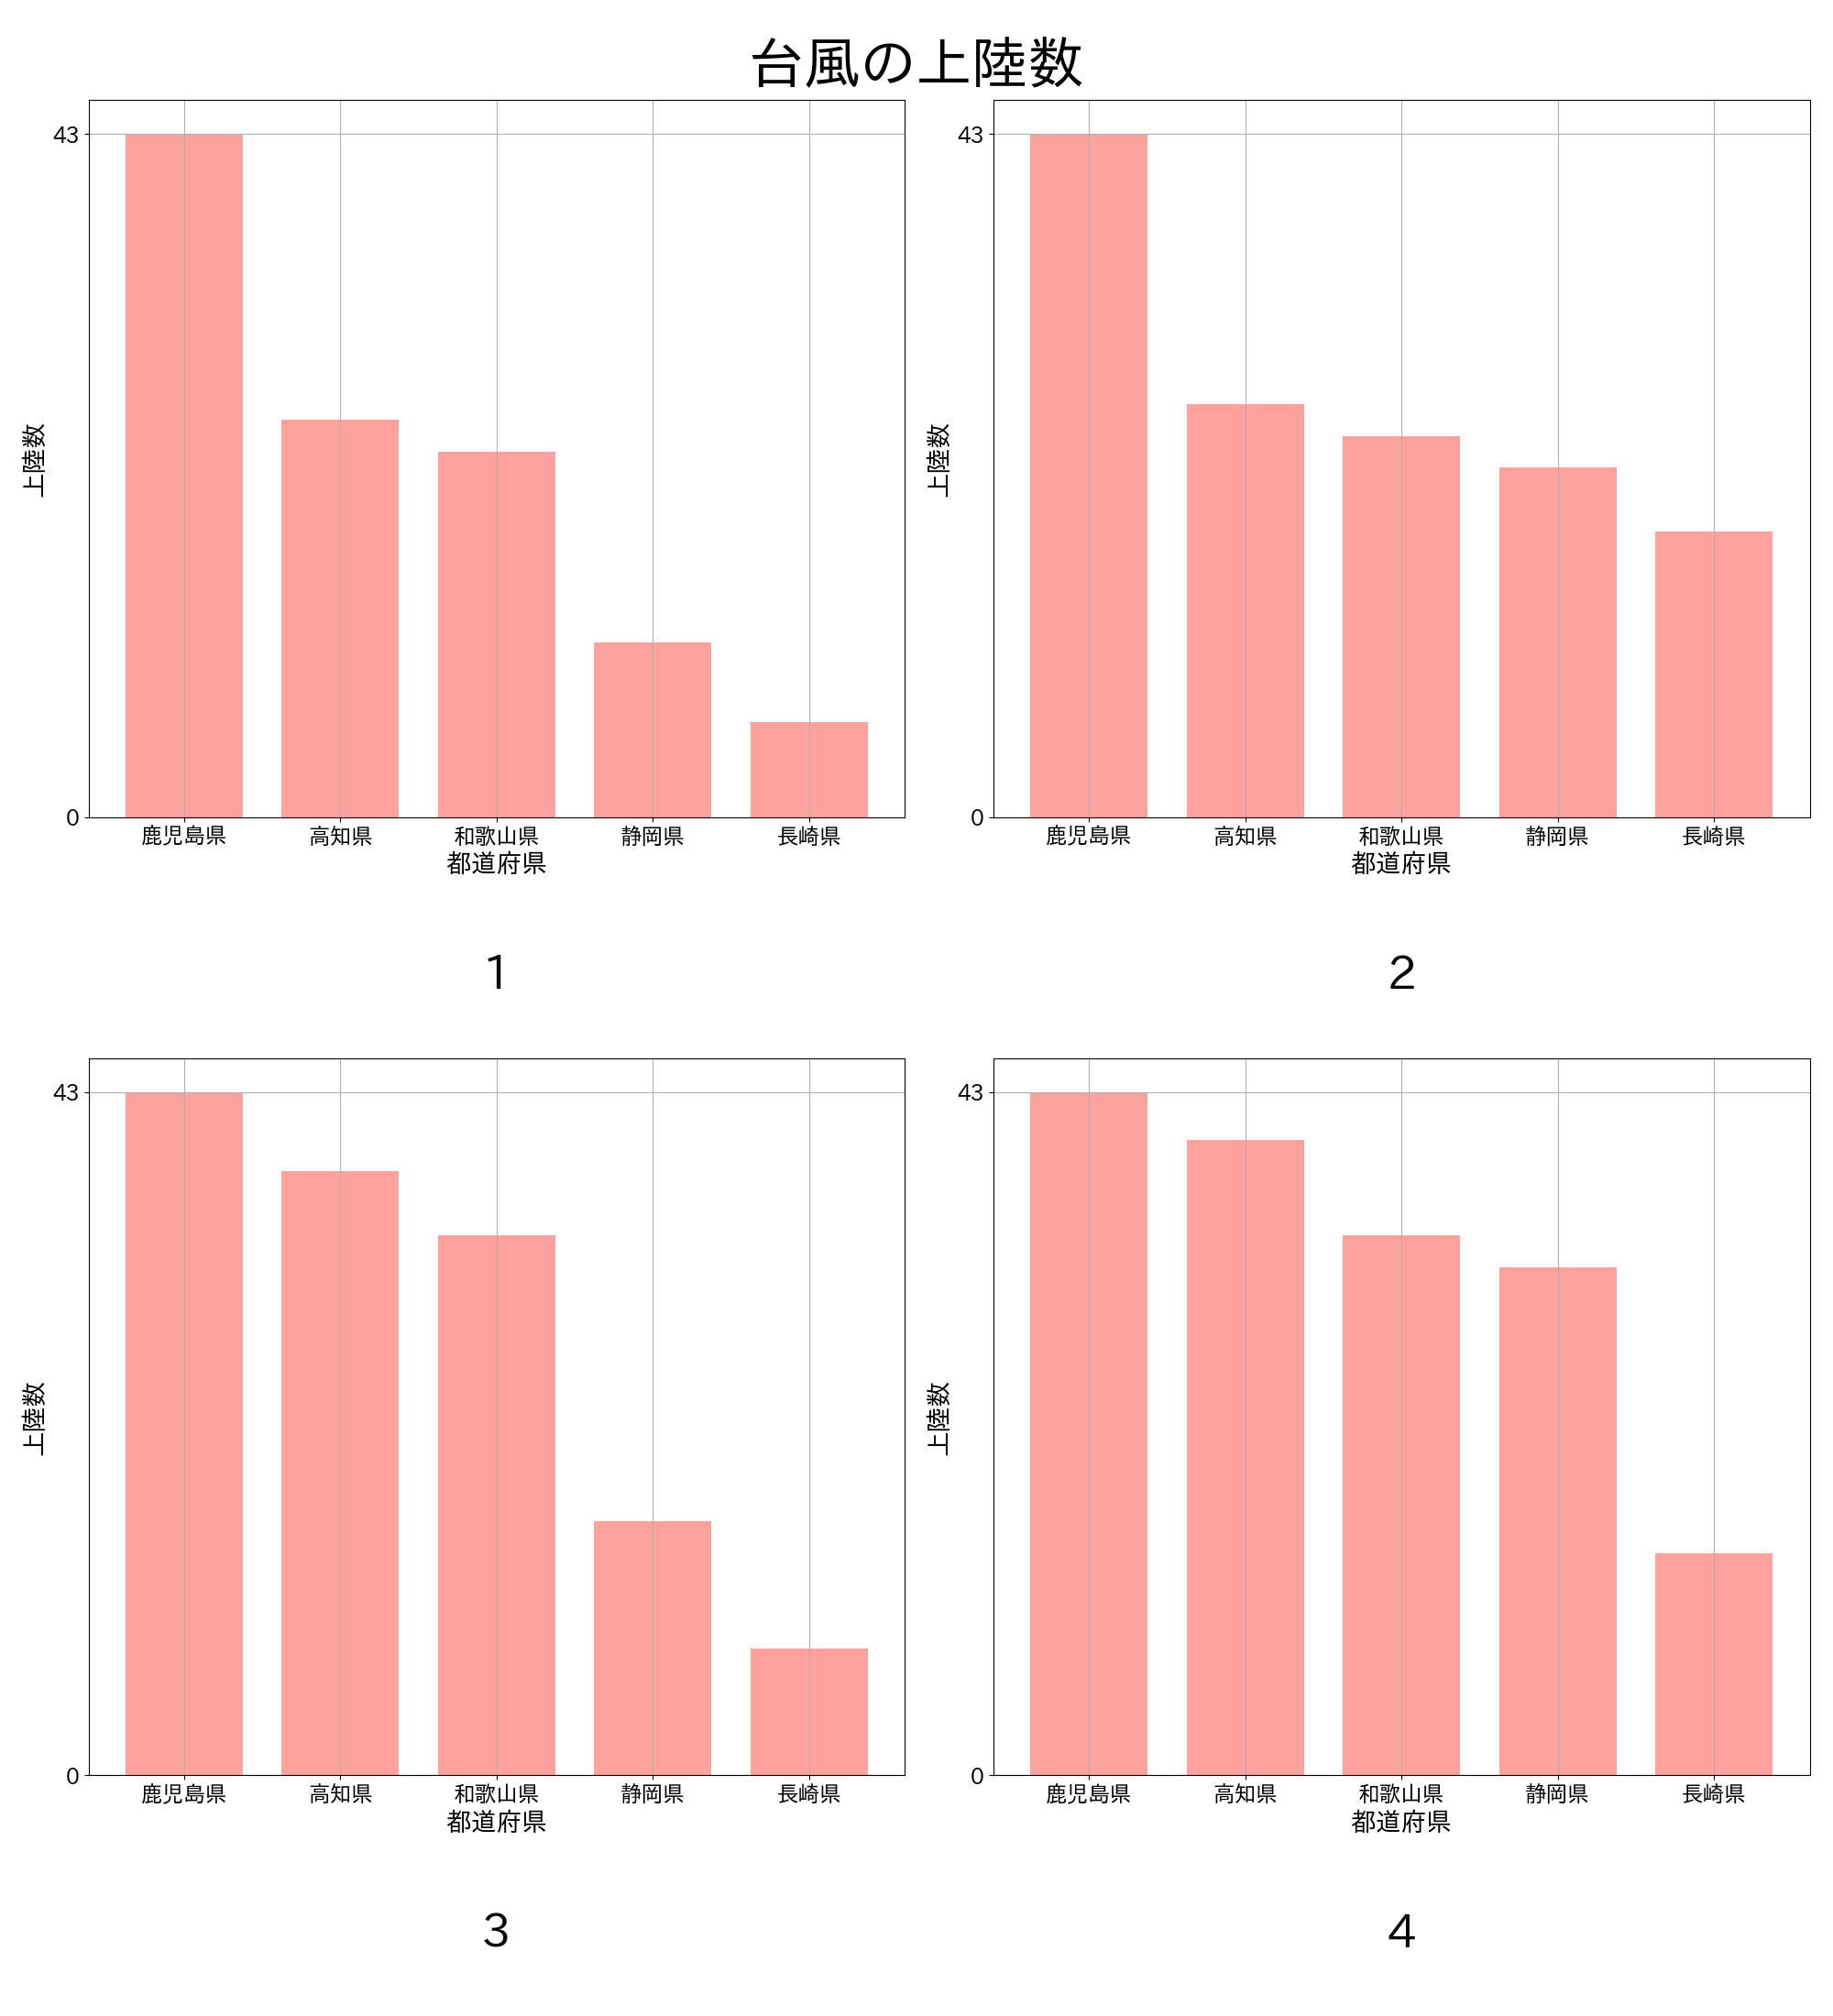 台風の上陸数
43
上陸数
0
鹿児島県 高知県 和歌山県 静岡県 長崎県
都道府県
1
43
上陸数
0
鹿児島県 高知県 和歌山県 静岡県 長崎県
都道府県
2
43
上陸数
0
鹿児島県 高知県 和歌山県 静岡県 長崎県
都道府県
3
43
上陸数
0
鹿児島県 高知県 和歌山県 静岡県 長崎県
都道府県
4